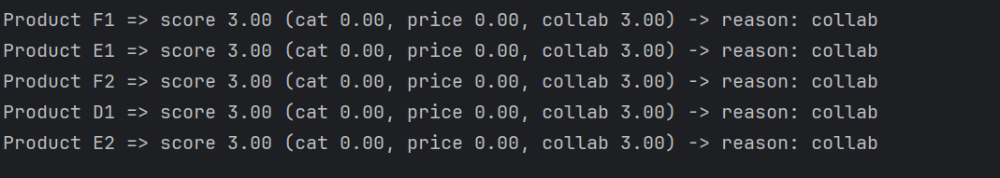 Product F1 => score 3.00 (cat 0.00, price 0.00, collab 3.00) -> reason: collab
Product E1 => score 3.00 (cat 0.00, price 0.00, collab 3.00) -> reason: collab
Product F2 => score 3.00 (cat 0.00, price 0.00, collab 3.00) -> reason: collab
Product D1 => score 3.00 (cat 0.00, price 0.00, collab 3.00) -> reason: collab
Product E2 => score 3.00 (cat 0.00, price 0.00, collab 3.00) -> reason: collab